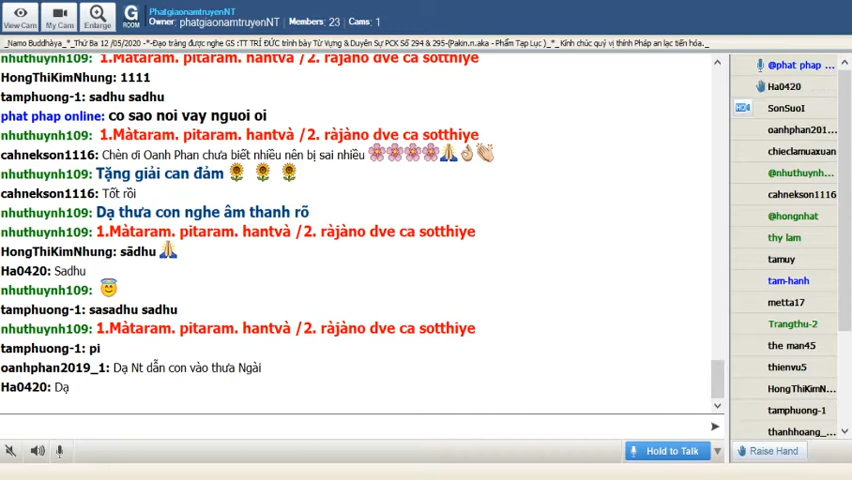 View Cam
My Cam
Enlarge
G
ROOM
PhatgiaonamtruyenNT
Owner: phatgiaonamtruyenNT | Members: 23 | Cams: 1
_Namo Buddhàya_*_Thứ Ba 12 /05/2020 -*-Đạo tràng được nghe GS :TT TRÍ ĐỨC trình bày Từ Vựng & Duyên Sự PCK Số 294 & 295-(Pakin.n.aka - Phẩm Tạp Lục )_*_ Kính chúc quý vị thính Pháp an lạc tiến hóa._
nhuthuynh109: 1.Màtaram. pitaram. hantvà /2. ràjàno dve ca sotthiye
HongThiKimNhung: 1111
tamphuong-1: sadhu sadhu
phat phap online: co sao noi vay nguoi oi
nhuthuynh109: 1.Màtaram. pitaram. hantvà /2. ràjàno dve ca sotthiye
cahnekson1116: Chèn ơi Oanh Phan chưa biết nhiều nên bị sai nhiều 🌸🌸🌸🌸🙏👌👏
nhuthuynh109: Tặng giải can đảm 🌻 🌻 🌻
cahnekson1116: Tốt rồi
nhuthuynh109: Dạ thưa con nghe âm thanh rõ
nhuthuynh109: 1.Màtaram. pitaram. hantvà /2. ràjàno dve ca sotthiye
HongThiKimNhung: sādhu 🙏
Ha0420: Sadhu
nhuthuynh109: 😇
tamphuong-1: sasadhu sadhu
nhuthuynh109: 1.Màtaram. pitaram. hantvà /2. ràjàno dve ca sotthiye
tamphuong-1: pi
oanhphan2019_1: Dạ Nt dẫn con vào thưa Ngài
Ha0420: Dạ
@phat phap ...
Ha0420
HD
SonSuoI
oanhphan201...
chieclamuaxuan
@nhuthuynh...
cahnekson1116
@hongnhat
thy lam
tamuy
tam-hanh
metta17
Trangthu-2
the man45
thienvu5
HongThiKimN...
tamphuong-1
thanhhoang_...
Hold to Talk
Raise Hand